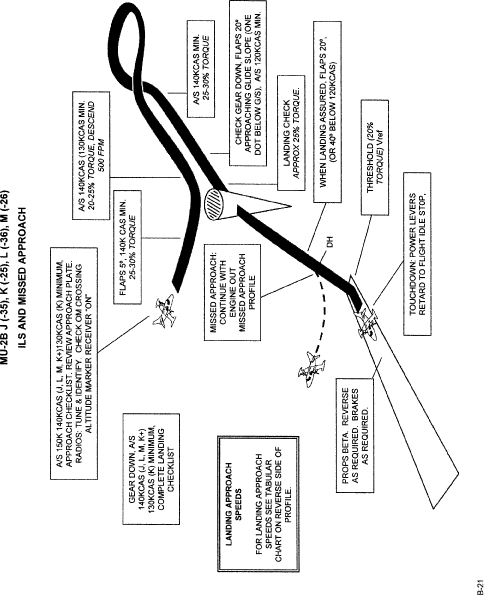 MU-2B J (-35), K (-25), L (-36), M (-26)
ILS AND MISSED APPROACH
A/S 150K 140KCAS (J, L, M, K+)130KCAS (K) MINIMUM,
APPROACH CHECKLIST. REVIEW APPROACH PLATE.
RADIOS: TUNE & IDENTIFY. CHECK OM CROSSING
ALTITUDE MARKER RECEIVER "ON"
FLAPS 5º, 140K CAS MIN.
25-30% TORQUE
A/S 140KCAS (130KCAS MIN.
20-25% TORQUE, DESCEND
500 FPM
A/S 140KCAS MIN.
25-30% TORQUE
CHECK GEAR DOWN, FLAPS 20º
APPROACHING GLIDE SLOPE (ONE
DOT BELOW G/S), A/S 120KCAS MIN.
LANDING CHECK
APPROX 25% TORQUE.
WHEN LANDING ASSURED, FLAPS 20º,
(OR 40º BELOW 120KCAS)
THRESHOLD (20%
TORQUE) Vref
TOUCHDOWN: POWER LEVERS
RETARD TO FLIGHT IDLE STOP.
DH
MISSED APPROACH:
CONTINUE WITH
ENGINE OUT
MISSED APPROACH
PROFILE
GEAR DOWN, A/S
140KCAS (J, L, M, K+)
130KCAS (K) MINIMUM,
COMPLETE LANDING
CHECKLIST
LANDING APPROACH
SPEEDS
FOR LANDING APPROACH
SPEEDS SEE TABULAR
CHART ON REVERSE SIDE OF
PROFILE.
PROPS BETA. REVERSE
AS REQUIRED. BRAKES
AS REQUIRED.
B-21